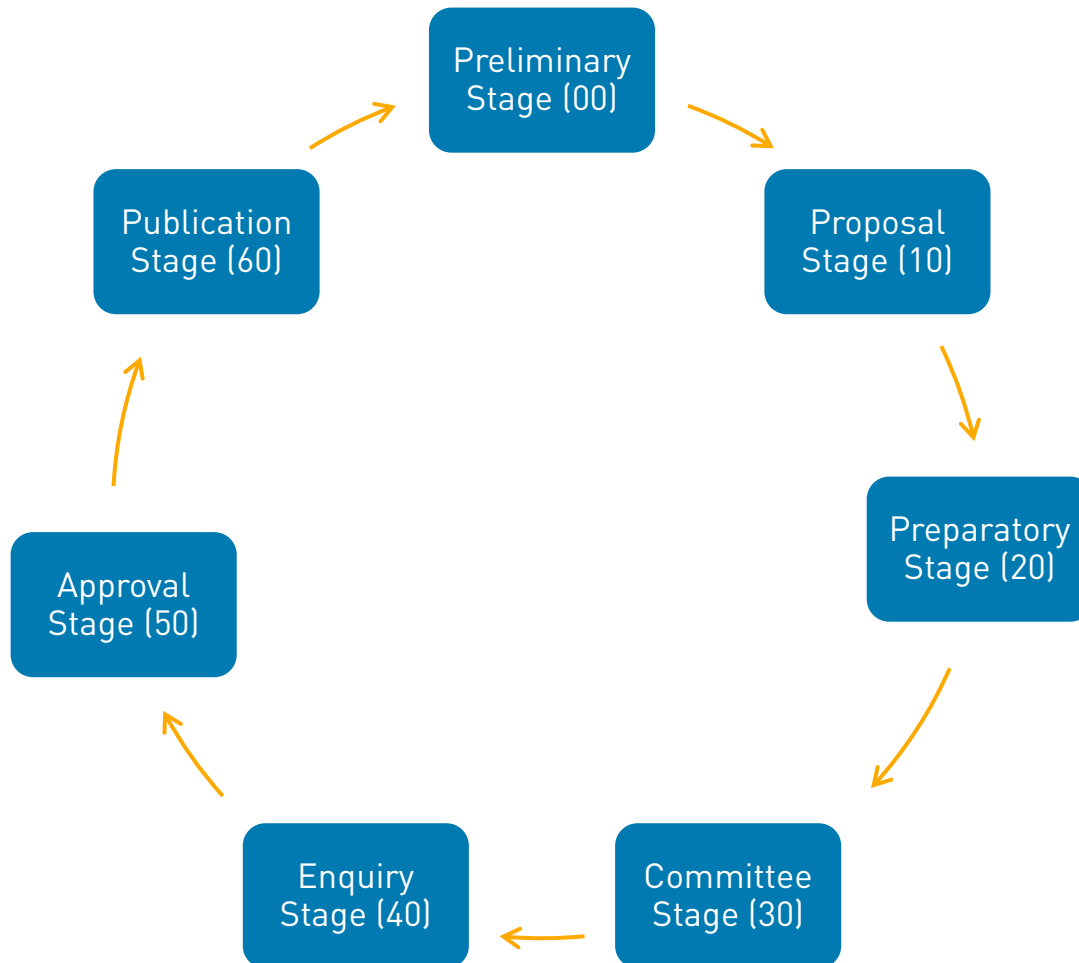 Preliminary
Stage (00)
Proposal
Stage (10)
Preparatory
Stage (20)
Committee
Stage (30)
Enquiry
Stage (40)
Approval
Stage (50)
Publication
Stage (60)